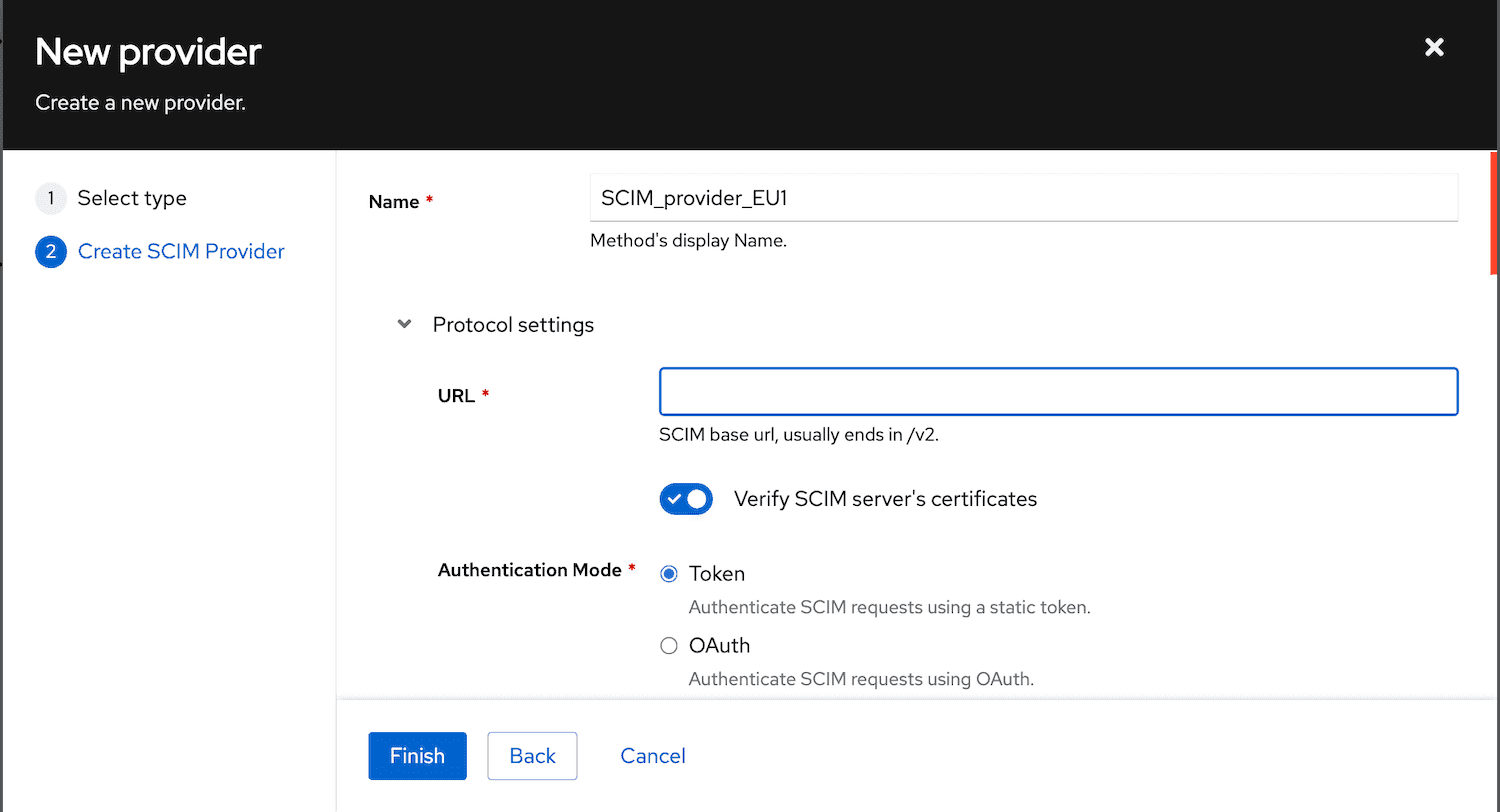 New provider
Create a new provider.
1 Select type
2 Create SCIM Provider
Name *
SCIM_provider_EU1
Method's display Name.
Protocol settings
URL *
SCIM base url, usually ends in /v2.
Verify SCIM server's certificates
Authentication Mode *
Token
Authenticate SCIM requests using a static token.
OAuth
Authenticate SCIM requests using OAuth.
Finish Back Cancel